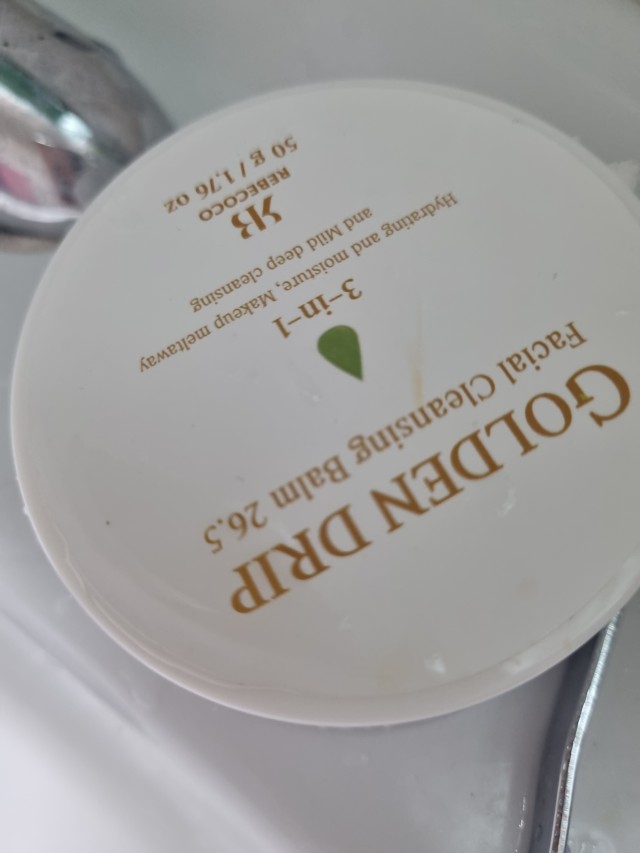 GOLDEN DRIP
Facial Cleansing Balm 26.5
3-in-1
Hydrating and moisture, Makeup meltaway
and Mild deep cleansing
RB
REBECOCO
50 g / 1,76 oz